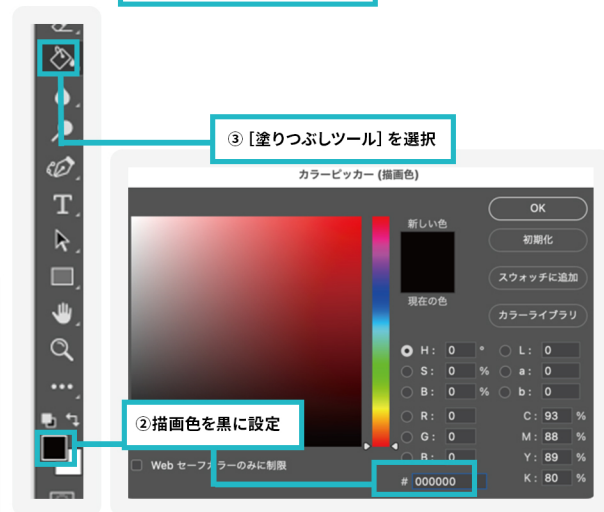 ③ [塗りつぶしツール] を選択
カラーピッカー (描画色)
新しい色
現在の色
OK
初期化
スウォッチに追加
カラーライブラリ
H: 0 °
S: 0 %
B: 0 %
R: 0
G: 0
B: 0
L: 0
a: 0
b: 0
C: 93 %
M: 88 %
Y: 89 %
K: 80 %
T
②描画色を黒に設定
Web セーフカラーのみに制限
# 000000